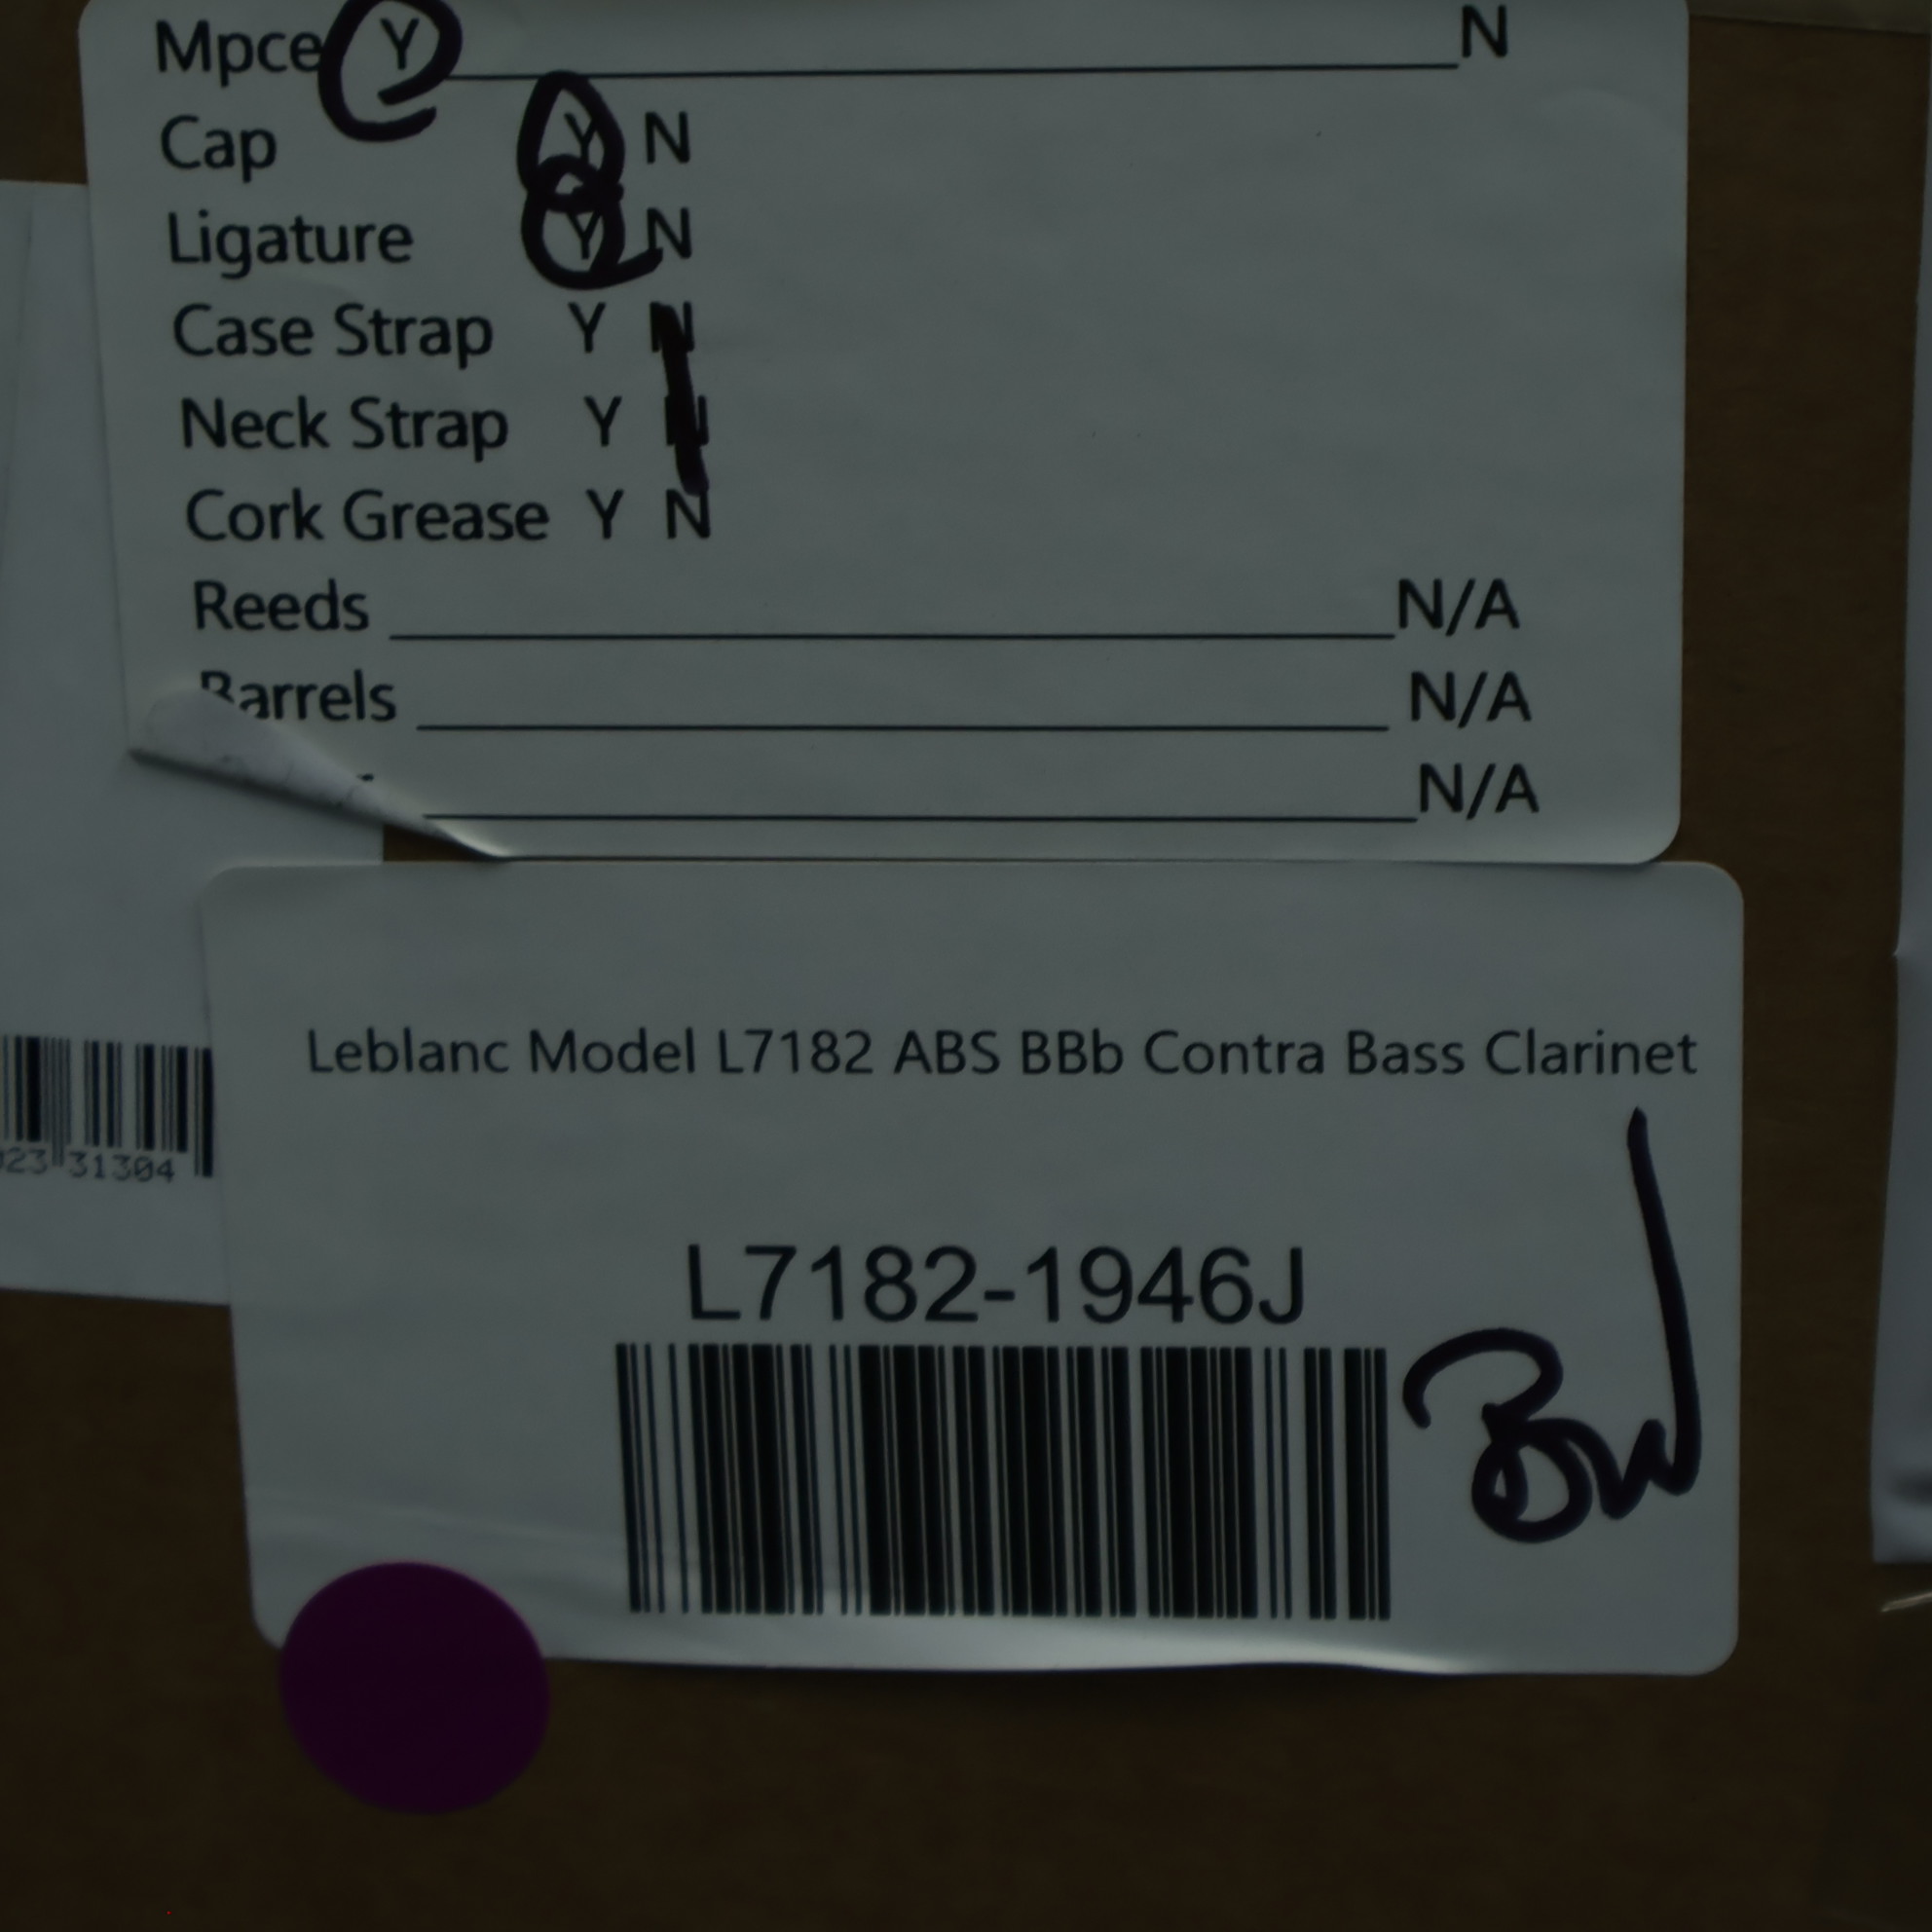 Mpce Y N
Cap Y N
Ligature Y N
Case Strap Y N
Neck Strap Y N
Cork Grease Y N
Reeds N/A
Barrels N/A
N/A
Leblanc Model L7182 ABS BBb Contra Bass Clarinet
23 31304
L7182-1946J